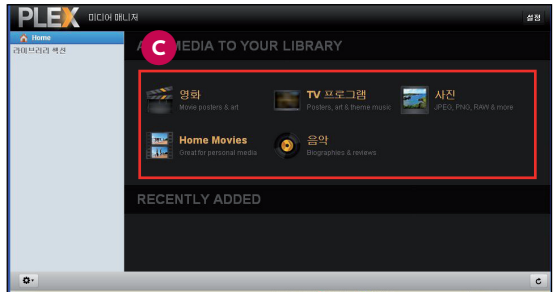 PLEX 미디어 매니저
설정
Home
라이브러리 섹션
C
MEDIA TO YOUR LIBRARY
영화
Movie posters & art
TV 프로그램
Posters, art & theme music
사진
JPEG, PNG, RAW & more
Home Movies
Great for personal media
음악
Biographies & reviews
RECENTLY ADDED